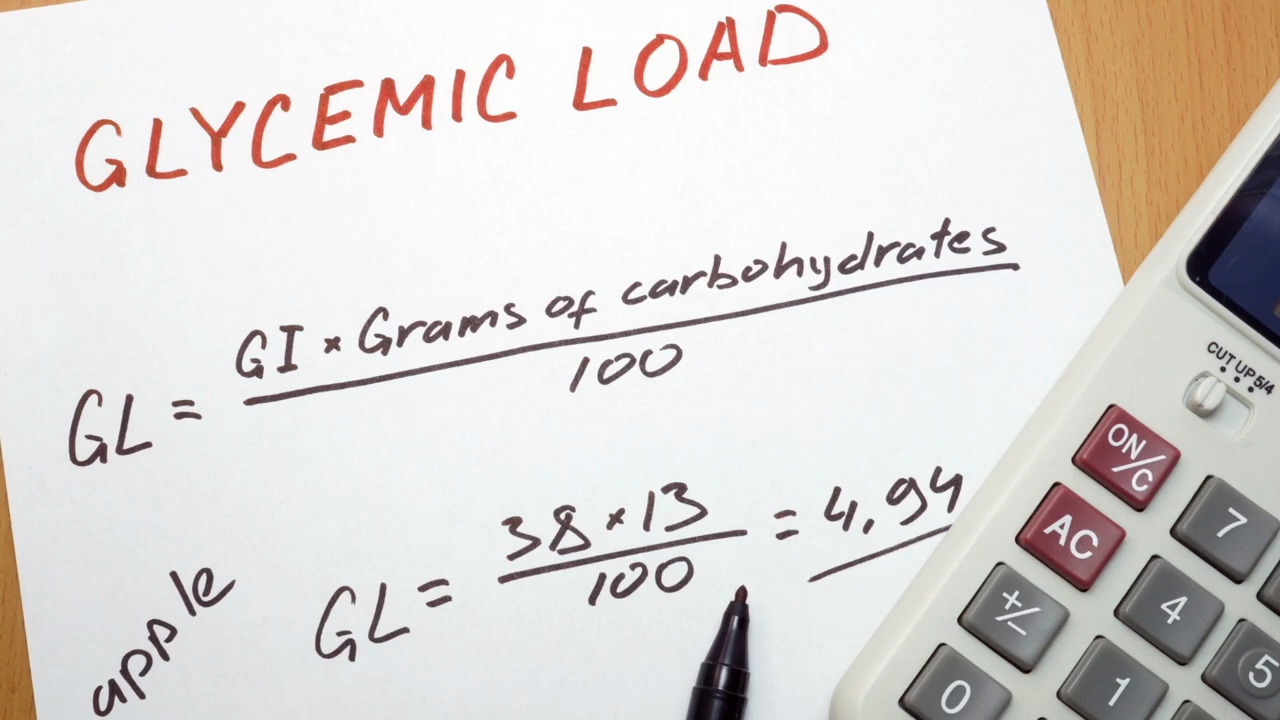 GLYCEMIC LOAD
GL = GI × Grams of carbohydrates
100
apple GL = 38 × 13 = 4,94
100
CUT UP 5/4
ON/C
AC
7
+/-
4
5
0
1